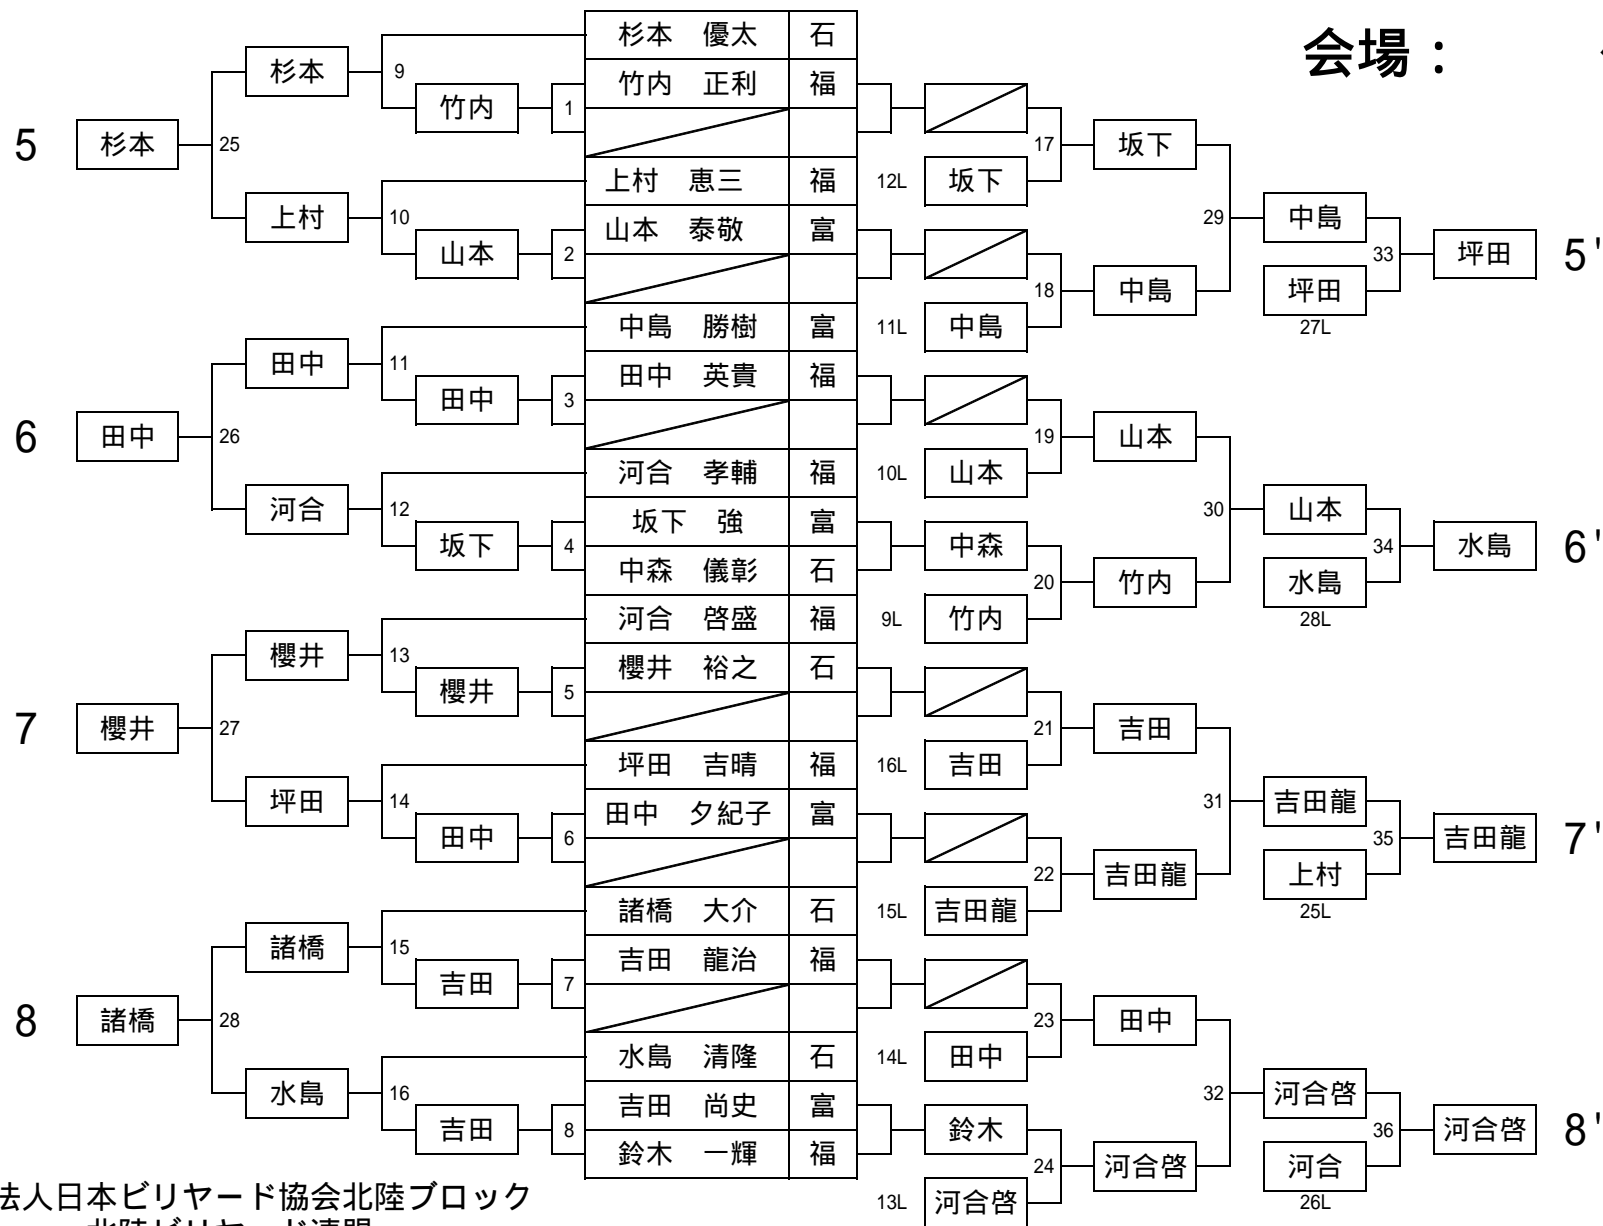 会場：
杉本　優太 石
竹内　正利 福
上村　恵三 福
山本　泰敬 富
中島　勝樹 富
田中　英貴 福
河合　孝輔 福
坂下　強 富
中森　儀彰 石
河合　啓盛 福
櫻井　裕之 石
坪田　吉晴 福
田中　夕紀子 富
諸橋　大介 石
吉田　龍治 福
水島　清隆 石
吉田　尚史 富
鈴木　一輝 福
5 杉本 25 杉本 9 竹内 1
上村 10 山本 2
6 田中 26 田中 11 田中 3
河合 12 坂下 4
7 櫻井 27 櫻井 13 櫻井 5
坪田 14 田中 6
8 諸橋 28 諸橋 15 吉田 7
水島 16 吉田 8
12L 坂下 17 坂下
11L 中島 18 中島
29 中島 33 坪田 5'
坪田
27L
10L 山本 19 山本
中森
9L 竹内 20 竹内
30 山本 34 水島 6'
水島
28L
16L 吉田 21 吉田
15L 吉田龍 22 吉田龍
31 吉田龍 35 吉田龍 7'
上村
25L
14L 田中 23 田中
鈴木
13L 河合啓 24 河合啓
32 河合啓 36 河合啓 8'
河合
26L
法人日本ビリヤード協会北陸ブロック
北陸ビリヤード連盟